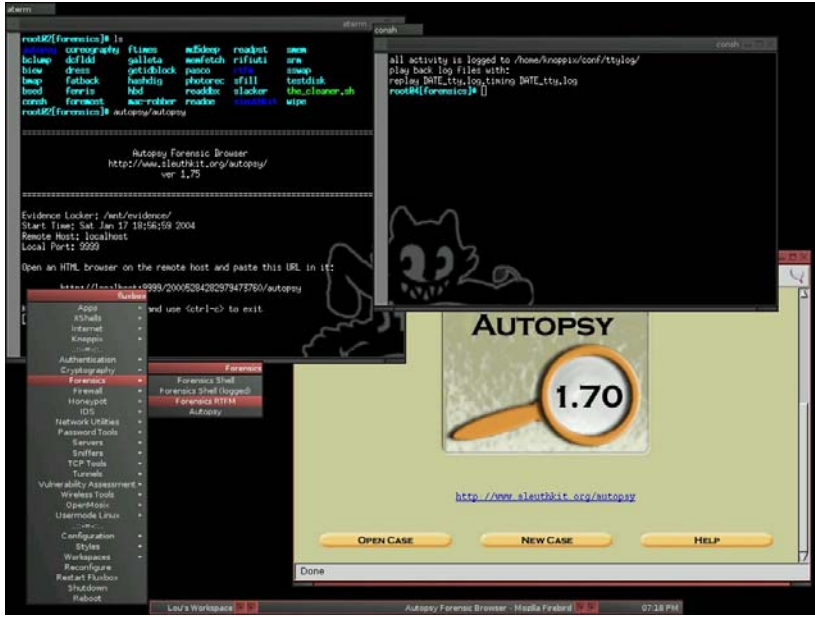 aterm
aterm
root@2[forensics]# ls
autopsy coreography ftimes md5deep readpst smem
bclump dcfldd galleta memfetch rifiuti srm
biew dress getidblock pasco rtfm sswap
bmap fatback hashdig photorec sfill testdisk
bsed fenris hbd readdbx slacker the_cleaner.sh
consh foremost mac-robber readoe sleuthkit wipe
root@2[forensics]# autopsy/autopsy
Autopsy Forensic Browser
http://www.sleuthkit.org/autopsy/
ver 1.75
Evidence Locker: /mnt/evidence/
Start Time: Sat Jan 17 18:56:59 2004
Remote Host: localhost
Local Port: 9999
Open an HTML browser on the remote host and paste this URL in it:
http://localhost:9999/20005284282979473760/autopsy
and use <ctrl-c> to exit
consh
consh
all activity is logged to /home/knoppix/conf/ttylog/
play back log files with:
replay DATE_tty.log.timing DATE_tty.log
root@4[forensics]#
fluxbox
Apps
XShells
Internet
Knoppix
Authentication
Cryptography
Forensics
Firewall
Honeypot
IDS
Network Utilities
Password Tools
Servers
Sniffers
TCP Tools
Tunnels
Vulnerability Assessment
Wireless Tools
OpenMosix
Usermode Linux
Configuration
Styles
Workspaces
Reconfigure
Restart Fluxbox
Shutdown
Reboot
Forensics
Forensics Shell
Forensics Shell (logged)
Forensics RTFM
Autopsy
AUTOPSY
1.70
http://www.sleuthkit.org/autopsy
OPEN CASE
NEW CASE
HELP
Done
Lou's Workspace
Autopsy Forensic Browser - Mozilla Firebird
07:18 PM